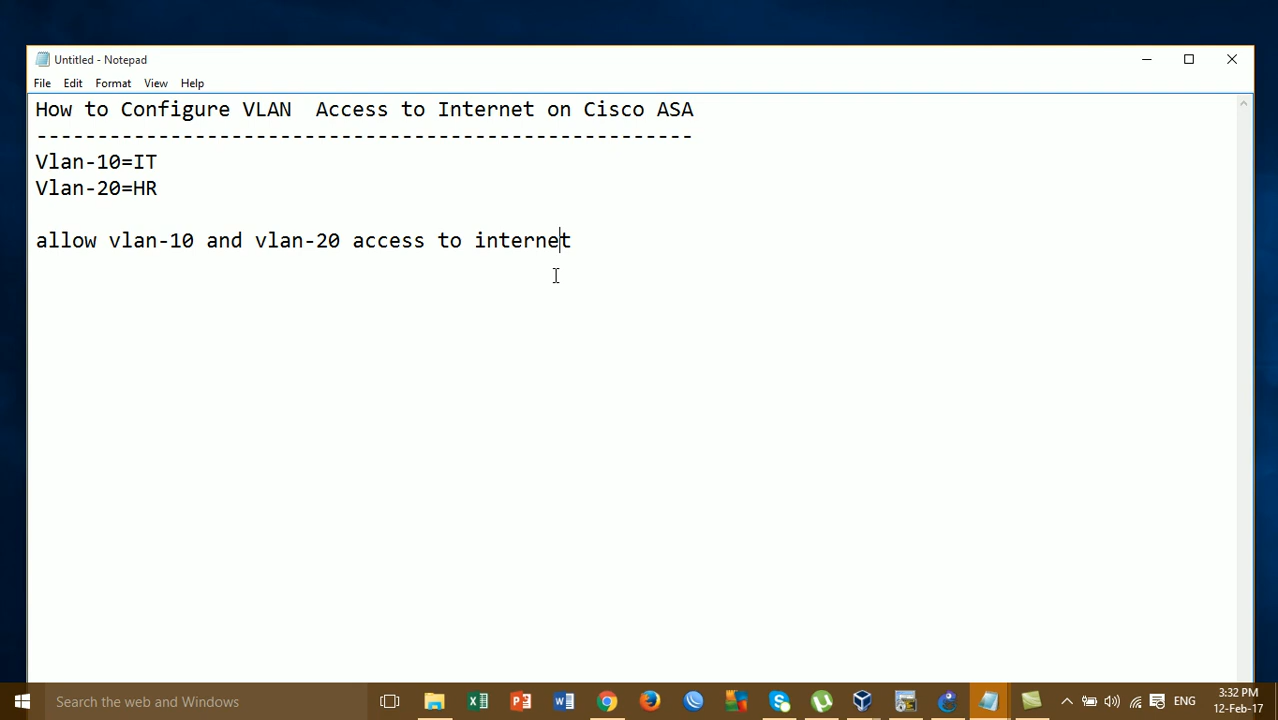 Untitled - Notepad
File Edit Format View Help
How to Configure VLAN  Access to Internet on Cisco ASA
------------------------------------------------------
Vlan-10=IT
Vlan-20=HR
allow vlan-10 and vlan-20 access to internet
Search the web and Windows
ENG
3:32 PM
12-Feb-17